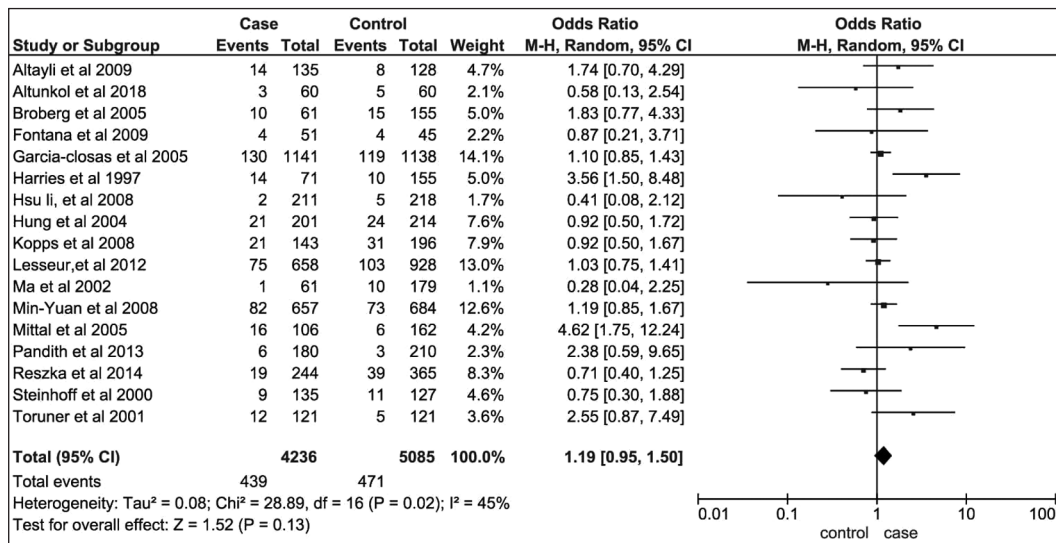 Case Control Odds Ratio Odds Ratio
Study or Subgroup Events Total Events Total Weight M-H, Random, 95% CI M-H, Random, 95% CI
Altayli et al 2009 14 135 8 128 4.7% 1.74 [0.70, 4.29]
Altunkol et al 2018 3 60 5 60 2.1% 0.58 [0.13, 2.54]
Broberg et al 2005 10 61 15 155 5.0% 1.83 [0.77, 4.33]
Fontana et al 2009 4 51 4 45 2.2% 0.87 [0.21, 3.71]
Garcia-closas et al 2005 130 1141 119 1138 14.1% 1.10 [0.85, 1.43]
Harries et al 1997 14 71 10 155 5.0% 3.56 [1.50, 8.48]
Hsu li, et al 2008 2 211 5 218 1.7% 0.41 [0.08, 2.12]
Hung et al 2004 21 201 24 214 7.6% 0.92 [0.50, 1.72]
Kopps et al 2008 21 143 31 196 7.9% 0.92 [0.50, 1.67]
Lesseur,et al 2012 75 658 103 928 13.0% 1.03 [0.75, 1.41]
Ma et al 2002 1 61 10 179 1.1% 0.28 [0.04, 2.25]
Min-Yuan et al 2008 82 657 73 684 12.6% 1.19 [0.85, 1.67]
Mittal et al 2005 16 106 6 162 4.2% 4.62 [1.75, 12.24]
Pandith et al 2013 6 180 3 210 2.3% 2.38 [0.59, 9.65]
Reszka et al 2014 19 244 39 365 8.3% 0.71 [0.40, 1.25]
Steinhoff et al 2000 9 135 11 127 4.6% 0.75 [0.30, 1.88]
Toruner et al 2001 12 121 5 121 3.6% 2.55 [0.87, 7.49]
Total (95% CI) 4236 5085 100.0% 1.19 [0.95, 1.50]
Total events 439 471
Heterogeneity: Tau² = 0.08; Chi² = 28.89, df = 16 (P = 0.02); I² = 45%
Test for overall effect: Z = 1.52 (P = 0.13)
0.01 0.1 1 10 100
control case